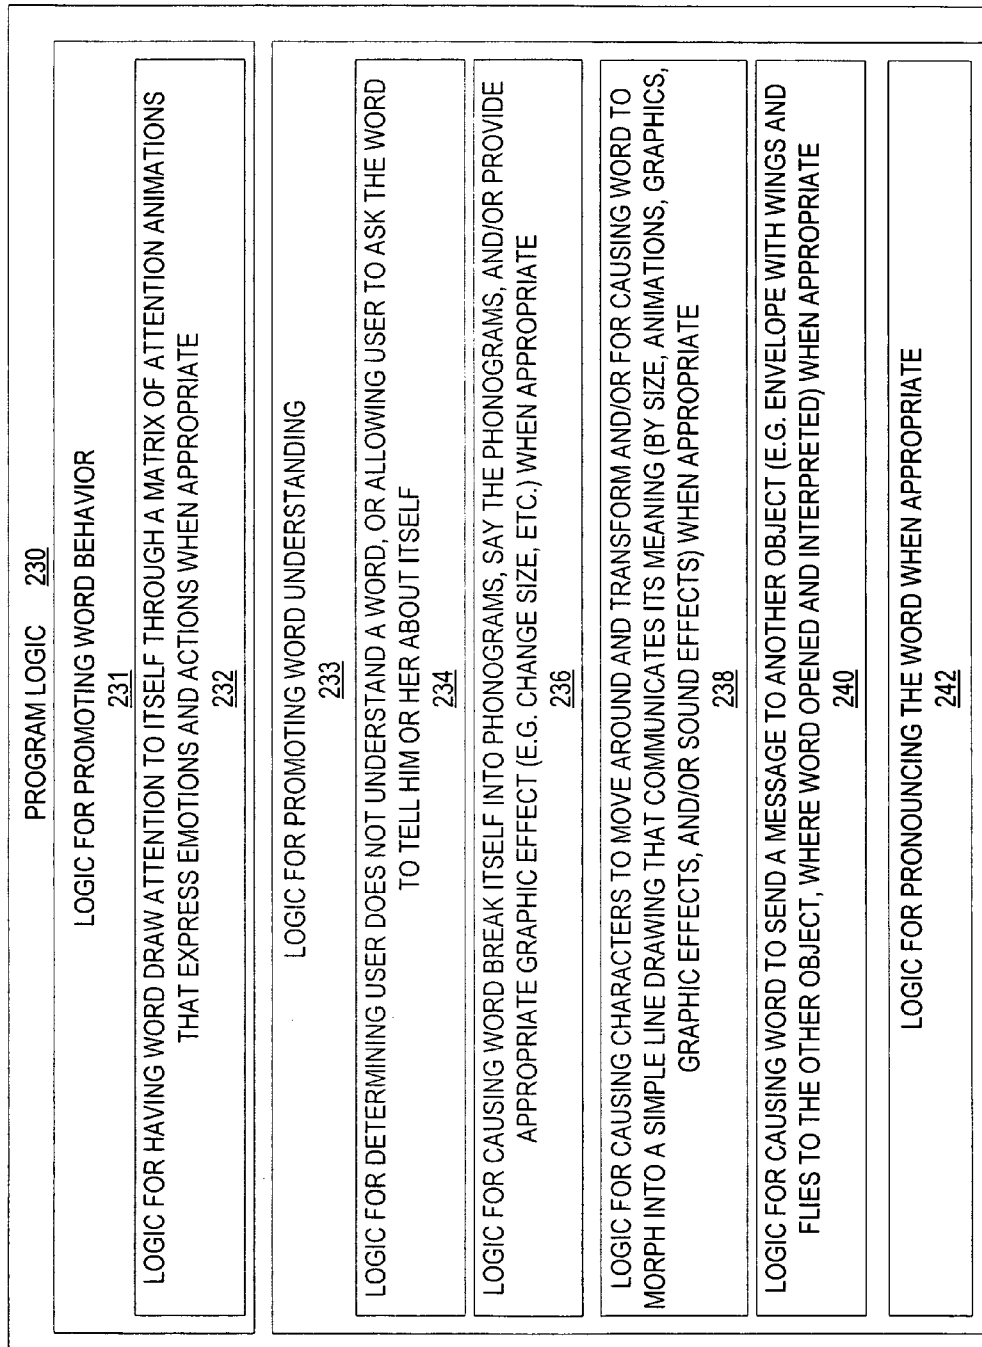 PROGRAM LOGIC 230
LOGIC FOR PROMOTING WORD BEHAVIOR
231
LOGIC FOR HAVING WORD DRAW ATTENTION TO ITSELF THROUGH A MATRIX OF ATTENTION ANIMATIONS
THAT EXPRESS EMOTIONS AND ACTIONS WHEN APPROPRIATE
232
LOGIC FOR PROMOTING WORD UNDERSTANDING
233
LOGIC FOR DETERMINING USER DOES NOT UNDERSTAND A WORD, OR ALLOWING USER TO ASK THE WORD
TO TELL HIM OR HER ABOUT ITSELF
234
LOGIC FOR CAUSING WORD BREAK ITSELF INTO PHONOGRAMS, SAY THE PHONOGRAMS, AND/OR PROVIDE
APPROPRIATE GRAPHIC EFFECT (E.G. CHANGE SIZE, ETC.) WHEN APPROPRIATE
236
LOGIC FOR CAUSING CHARACTERS TO MOVE AROUND AND TRANSFORM AND/OR FOR CAUSING WORD TO
MORPH INTO A SIMPLE LINE DRAWING THAT COMMUNICATES ITS MEANING (BY SIZE, ANIMATIONS, GRAPHICS,
GRAPHIC EFFECTS, AND/OR SOUND EFFECTS) WHEN APPROPRIATE
238
LOGIC FOR CAUSING WORD TO SEND A MESSAGE TO ANOTHER OBJECT (E.G. ENVELOPE WITH WINGS AND
FLIES TO THE OTHER OBJECT, WHERE WORD OPENED AND INTERPRETED) WHEN APPROPRIATE
240
LOGIC FOR PRONOUNCING THE WORD WHEN APPROPRIATE
242